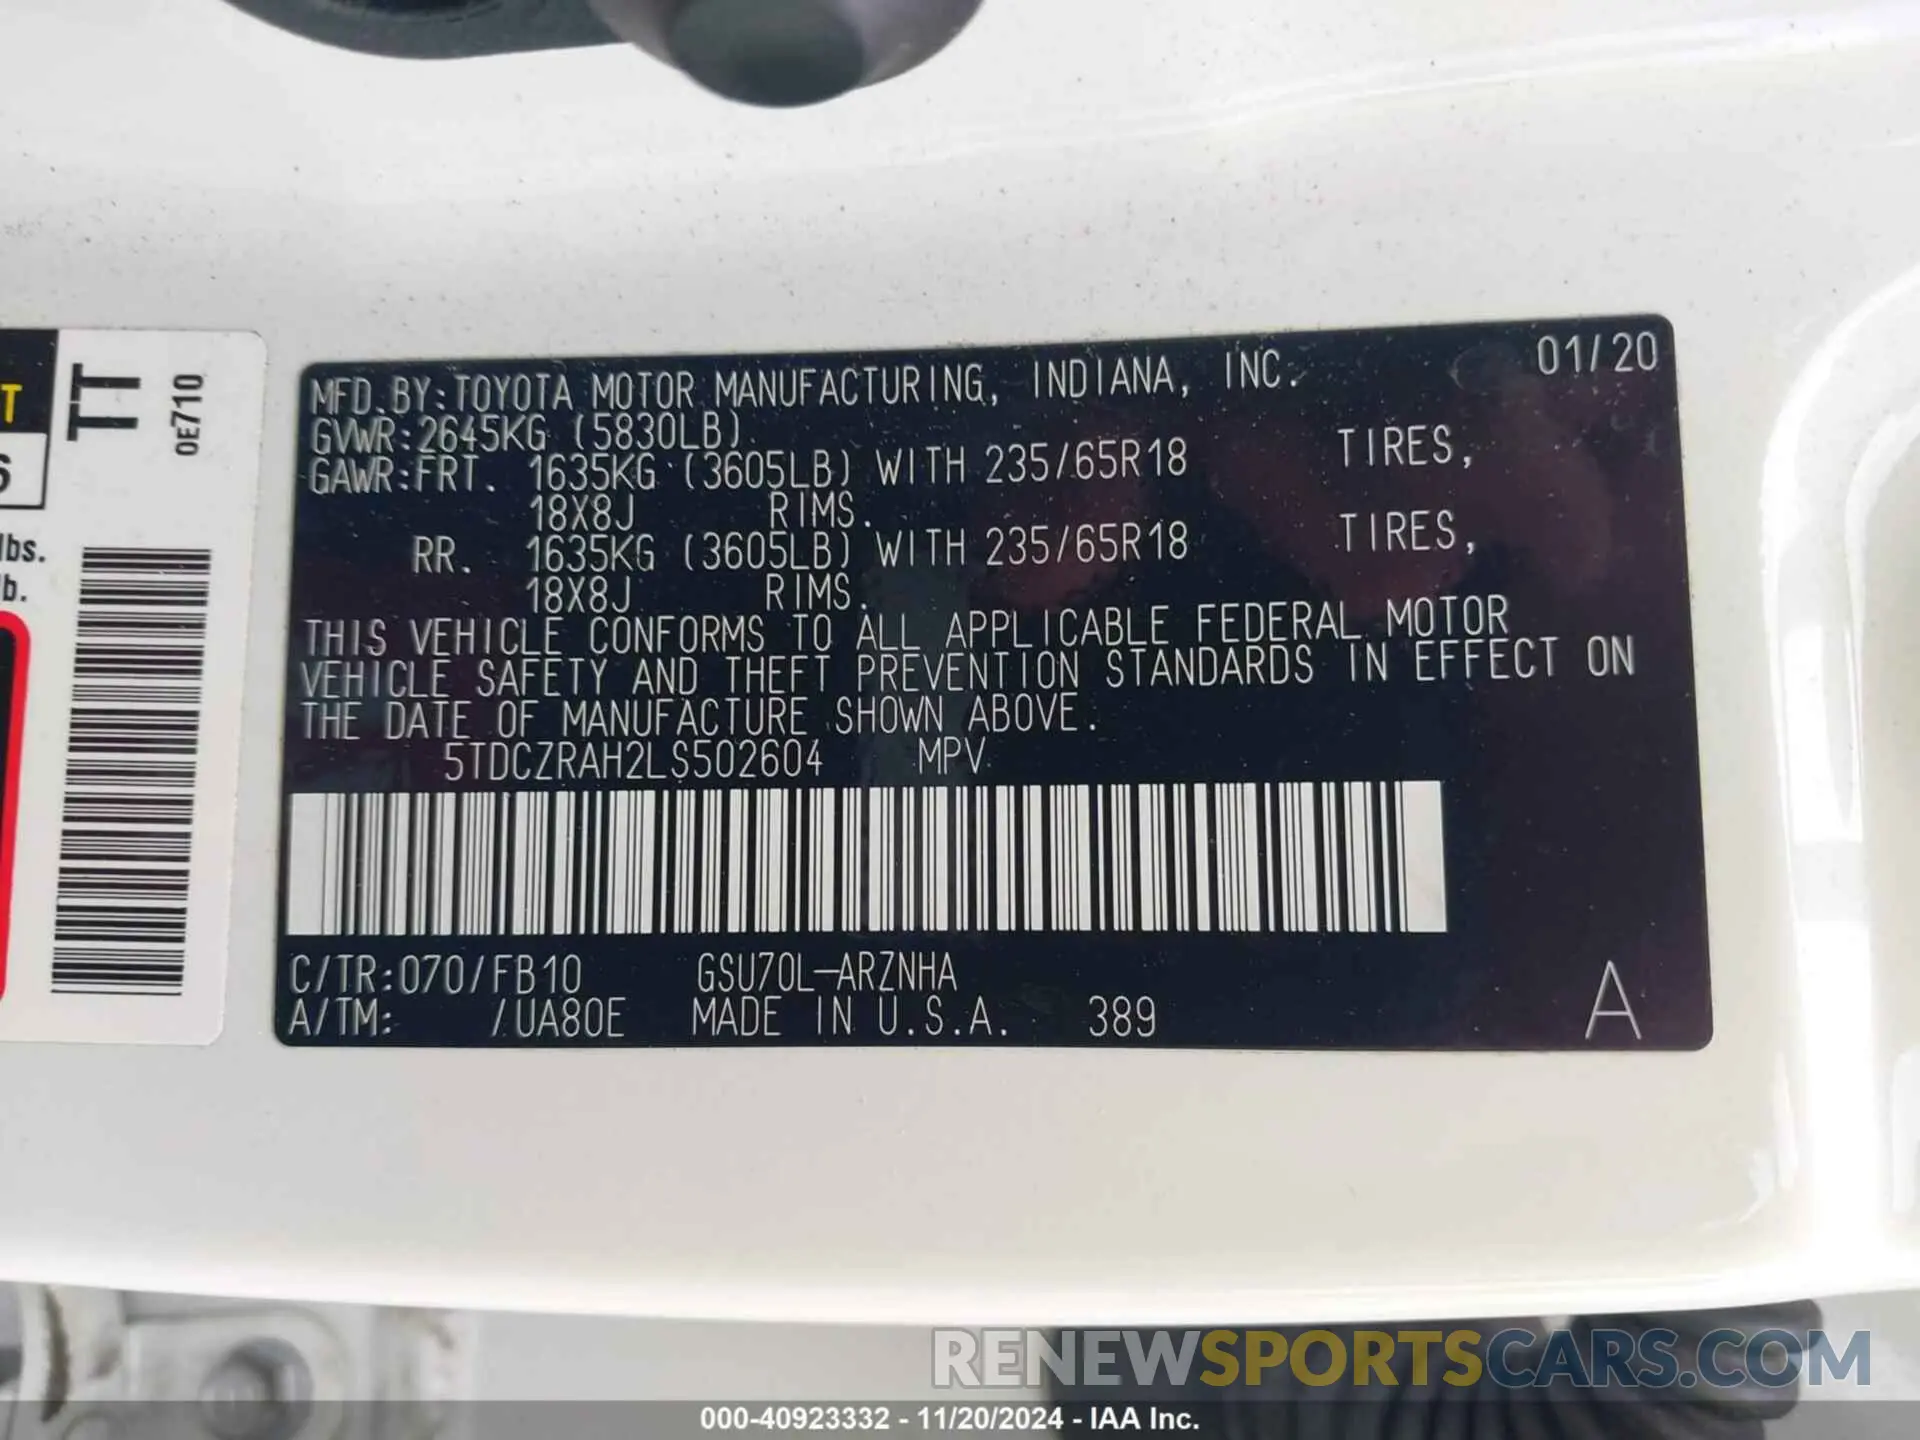 MFD. BY: TOYOTA MOTOR MANUFACTURING, INDIANA, INC. 01/20
GVWR: 2645KG (5830LB)
GAWR: FRT. 1635KG (3605LB) WITH 235/65R18 TIRES,
18X8J RIMS.
RR. 1635KG (3605LB) WITH 235/65R18 TIRES,
18X8J RIMS.
THIS VEHICLE CONFORMS TO ALL APPLICABLE FEDERAL MOTOR
VEHICLE SAFETY AND THEFT PREVENTION STANDARDS IN EFFECT ON
THE DATE OF MANUFACTURE SHOWN ABOVE.
5TDCZRAH2LS502604 MPV
C/TR: 070/FB10 GSU70L-ARZNHA
A/TM: /UA80E MADE IN U.S.A. 389 A
TT
0E710
T
6
lbs.
lb.
RENEWSPORTSCARS.COM
000-40923332 - 11/20/2024 - IAA Inc.